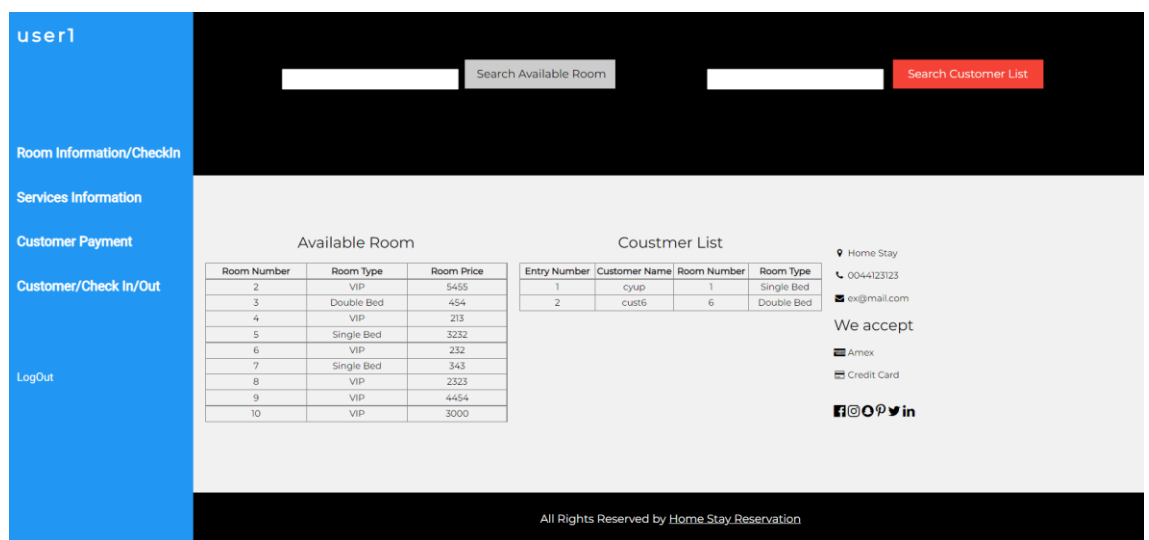 user1
Search Available Room
Search Customer List
Room Information/CheckIn
Services Information
Customer Payment
Customer/Check In/Out
LogOut
Available Room
Room Number Room Type Room Price
2 VIP 5455
3 Double Bed 454
4 VIP 213
5 Single Bed 3232
6 VIP 232
7 Single Bed 343
8 VIP 2323
9 VIP 4454
10 VIP 3000
Coustmer List
Entry Number Customer Name Room Number Room Type
1 cyup 1 Single Bed
2 cust6 6 Double Bed
Home Stay
0044123123
ex@mail.com
We accept
Amex
Credit Card
All Rights Reserved by Home Stay Reservation